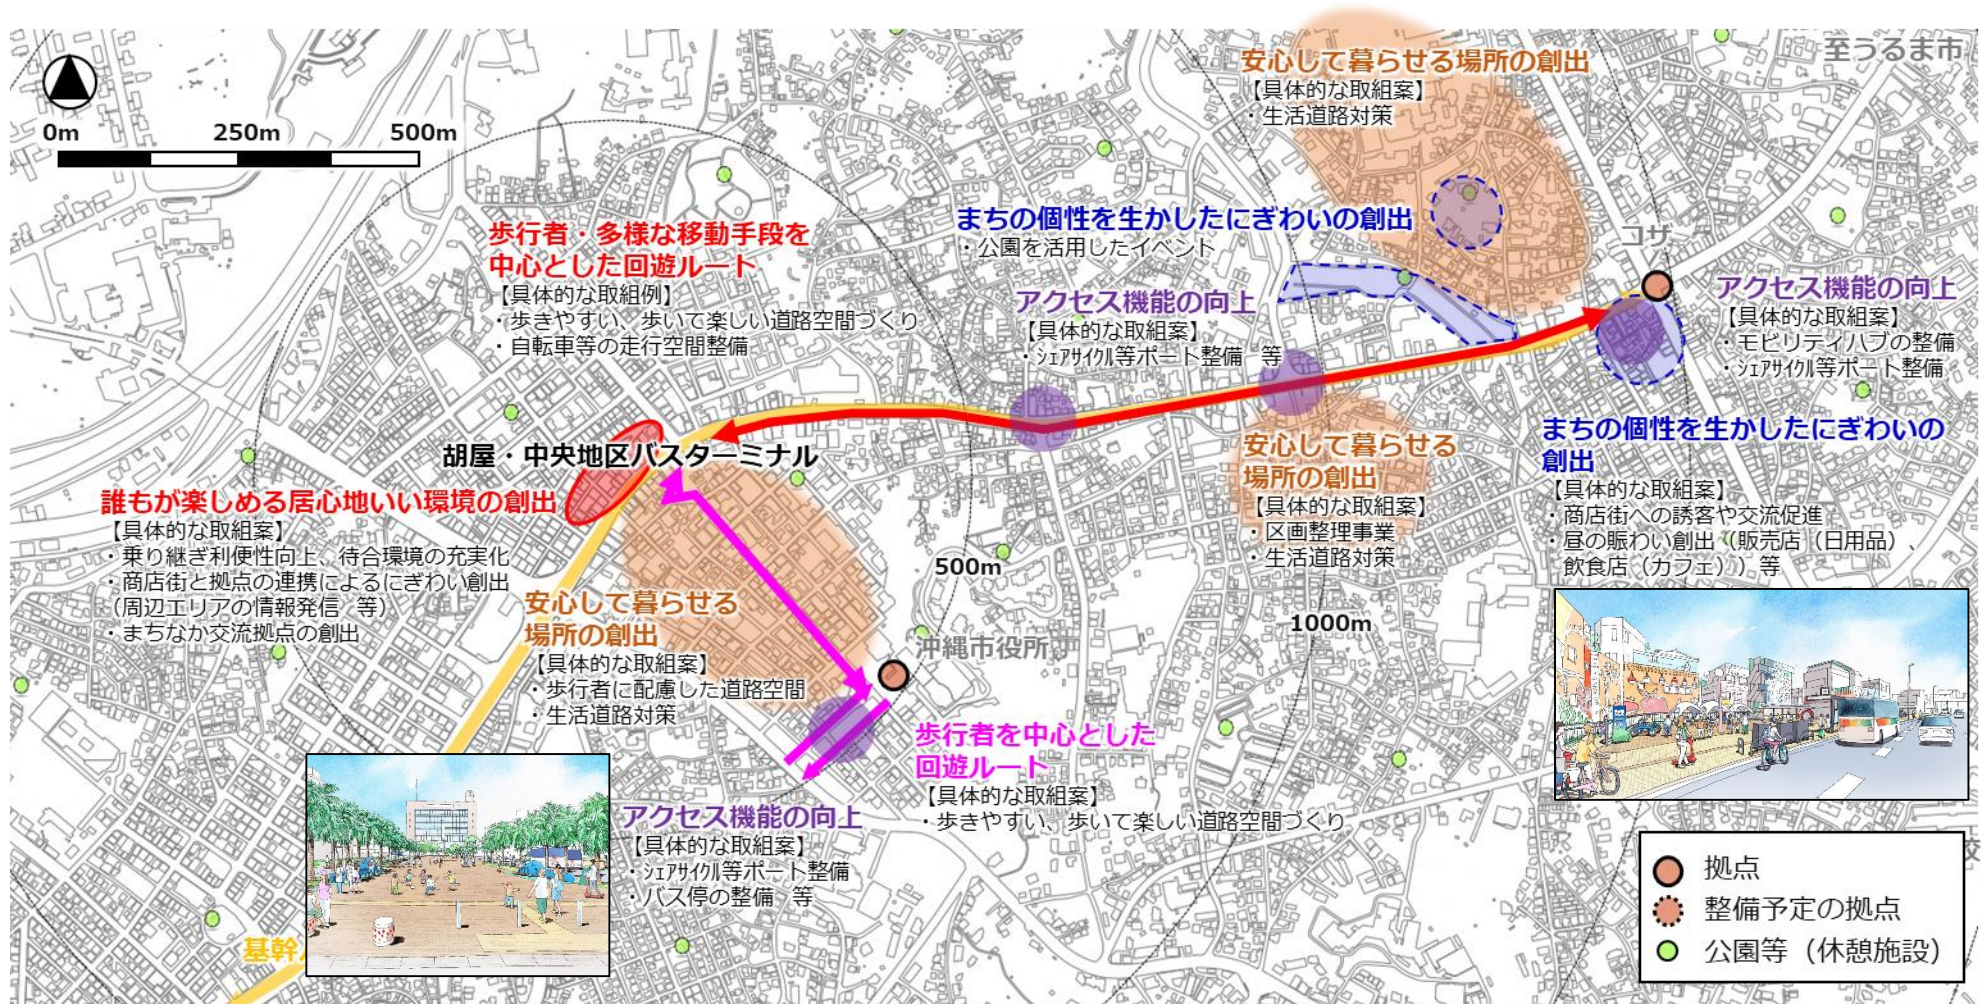 0m 250m 500m
至うるま市
安心して暮らせる場所の創出
【具体的な取組案】
・生活道路対策
歩行者・多様な移動手段を
中心とした回遊ルート
【具体的な取組例】
・歩きやすい、歩いて楽しい道路空間づくり
・自転車等の走行空間整備
まちの個性を生かしたにぎわいの創出
・公園を活用したイベント
アクセス機能の向上
【具体的な取組案】
・ｼｪｱｻｲｸﾙ等ポート整備 等
コザ
アクセス機能の向上
【具体的な取組案】
・モビリティハブの整備
・ｼｪｱｻｲｸﾙ等ポート整備
胡屋・中央地区バスターミナル
誰もが楽しめる居心地いい環境の創出
【具体的な取組案】
・乗り継ぎ利便性向上、待合環境の充実化
・商店街と拠点の連携によるにぎわい創出
（周辺エリアの情報発信 等）
・まちなか交流拠点の創出
安心して暮らせる
場所の創出
【具体的な取組案】
・区画整理事業
・生活道路対策
まちの個性を生かしたにぎわいの
創出
【具体的な取組案】
・商店街への誘客や交流促進
・昼の賑わい創出（販売店（日用品）、
飲食店（カフェ））等
500m
1000m
安心して暮らせる
場所の創出
【具体的な取組案】
・歩行者に配慮した道路空間
・生活道路対策
沖縄市役所
歩行者を中心とした
回遊ルート
【具体的な取組案】
・歩きやすい、歩いて楽しい道路空間づくり
アクセス機能の向上
【具体的な取組案】
・ｼｪｱｻｲｸﾙ等ポート整備
・バス停の整備 等
基幹
拠点
整備予定の拠点
公園等（休憩施設）